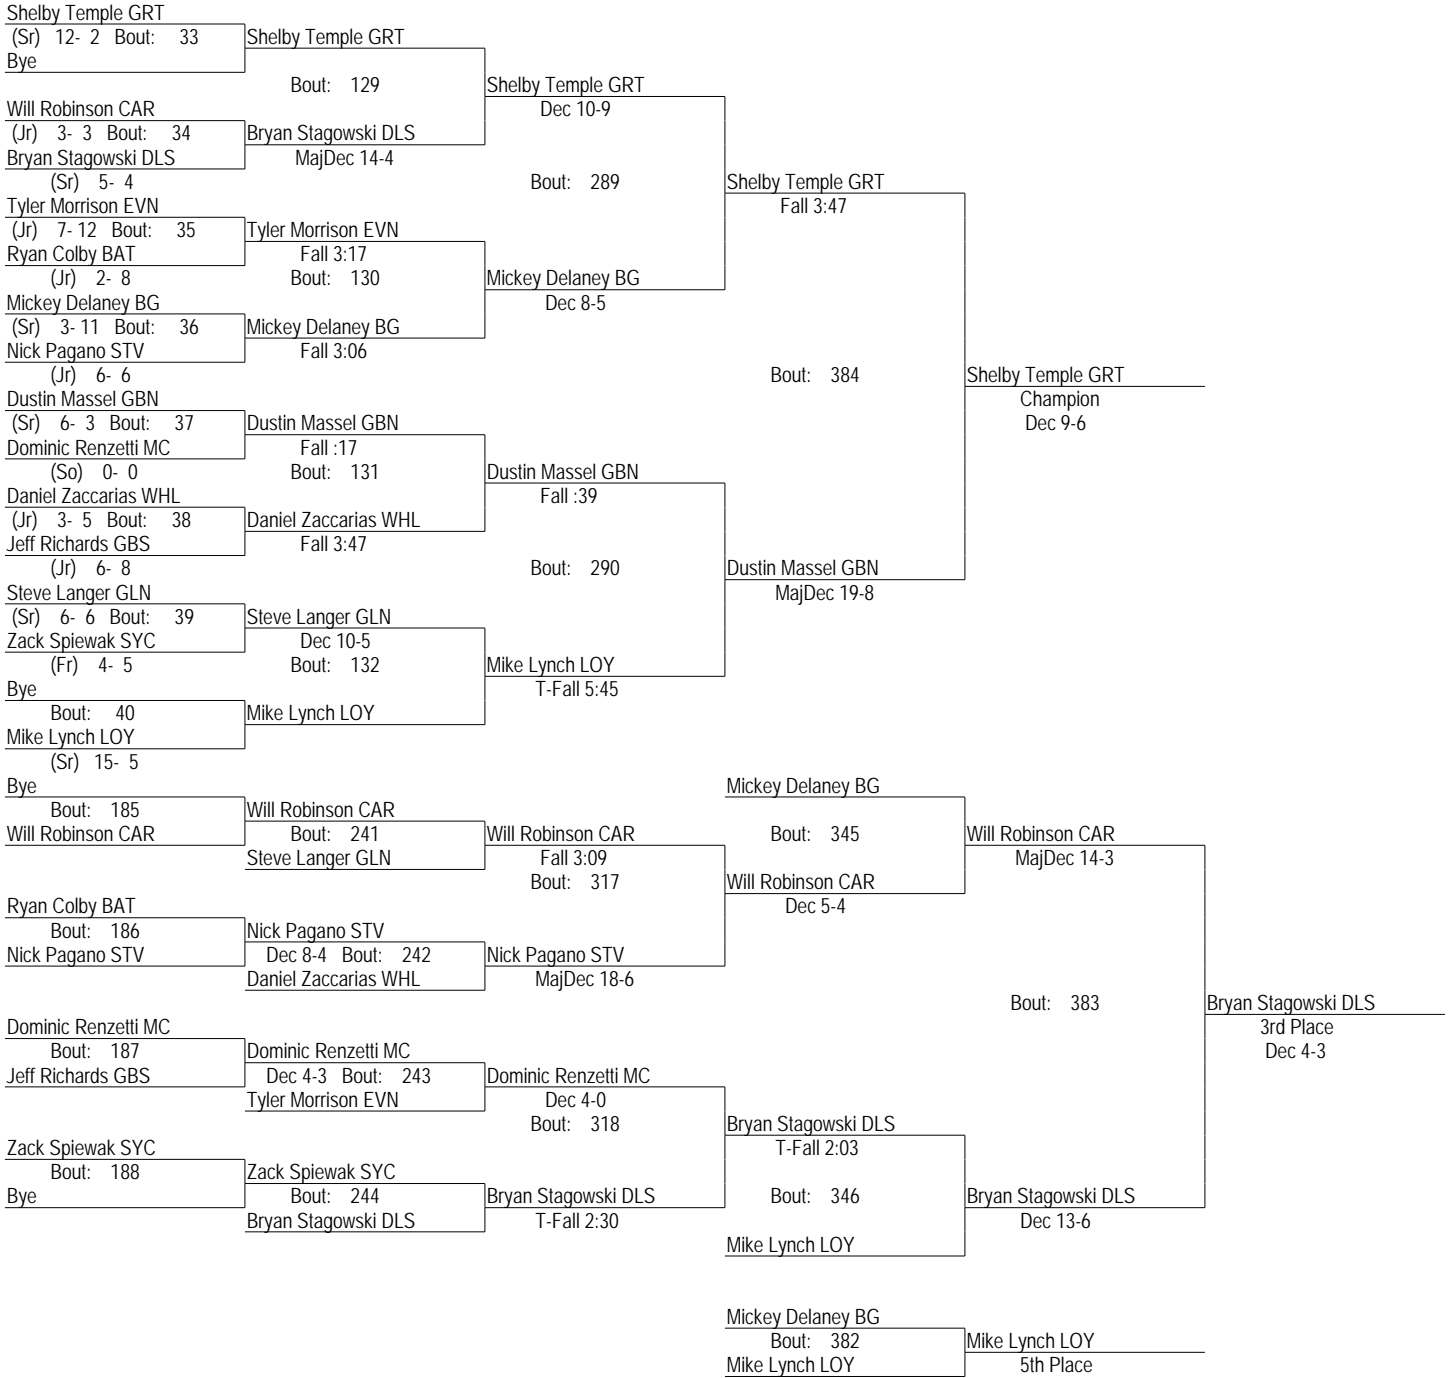 Shelby Temple GRT
(Sr) 12- 2 Bout: 33 Shelby Temple GRT
Bye
Bout: 129 Shelby Temple GRT
Will Robinson CAR Dec 10-9
(Jr) 3- 3 Bout: 34 Bryan Stagowski DLS
Bryan Stagowski DLS MajDec 14-4
(Sr) 5- 4 Bout: 289 Shelby Temple GRT
Tyler Morrison EVN Fall 3:47
(Jr) 7- 12 Bout: 35 Tyler Morrison EVN
Ryan Colby BAT Fall 3:17
(Jr) 2- 8 Bout: 130 Mickey Delaney BG
Mickey Delaney BG Dec 8-5
(Sr) 3- 11 Bout: 36 Mickey Delaney BG
Nick Pagano STV Fall 3:06
(Jr) 6- 6 Bout: 384 Shelby Temple GRT
Dustin Massel GBN Champion
(Sr) 6- 3 Bout: 37 Dustin Massel GBN Dec 9-6
Dominic Renzetti MC Fall :17
(So) 0- 0 Bout: 131 Dustin Massel GBN
Daniel Zaccarias WHL Fall :39
(Jr) 3- 5 Bout: 38 Daniel Zaccarias WHL
Jeff Richards GBS Fall 3:47
(Jr) 6- 8 Bout: 290 Dustin Massel GBN
Steve Langer GLN MajDec 19-8
(Sr) 6- 6 Bout: 39 Steve Langer GLN
Zack Spiewak SYC Dec 10-5
(Fr) 4- 5 Bout: 132 Mike Lynch LOY
Bye T-Fall 5:45
Bout: 40 Mike Lynch LOY
Mike Lynch LOY
(Sr) 15- 5
Bye Mickey Delaney BG
Bout: 185 Will Robinson CAR
Will Robinson CAR Bout: 241 Will Robinson CAR Bout: 345 Will Robinson CAR
Steve Langer GLN Fall 3:09 MajDec 14-3
Bout: 317 Will Robinson CAR
Ryan Colby BAT Dec 5-4
Bout: 186 Nick Pagano STV
Nick Pagano STV Dec 8-4 Bout: 242 Nick Pagano STV
Daniel Zaccarias WHL MajDec 18-6
Bout: 383 Bryan Stagowski DLS
Dominic Renzetti MC 3rd Place
Bout: 187 Dominic Renzetti MC Dec 4-3
Jeff Richards GBS Dec 4-3 Bout: 243 Dominic Renzetti MC
Tyler Morrison EVN Dec 4-0
Bout: 318 Bryan Stagowski DLS
Zack Spiewak SYC T-Fall 2:03
Bout: 188 Zack Spiewak SYC
Bye Bout: 244 Bryan Stagowski DLS Bout: 346 Bryan Stagowski DLS
Bryan Stagowski DLS T-Fall 2:30 Dec 13-6
Mike Lynch LOY
Mickey Delaney BG
Bout: 382 Mike Lynch LOY
Mike Lynch LOY 5th Place